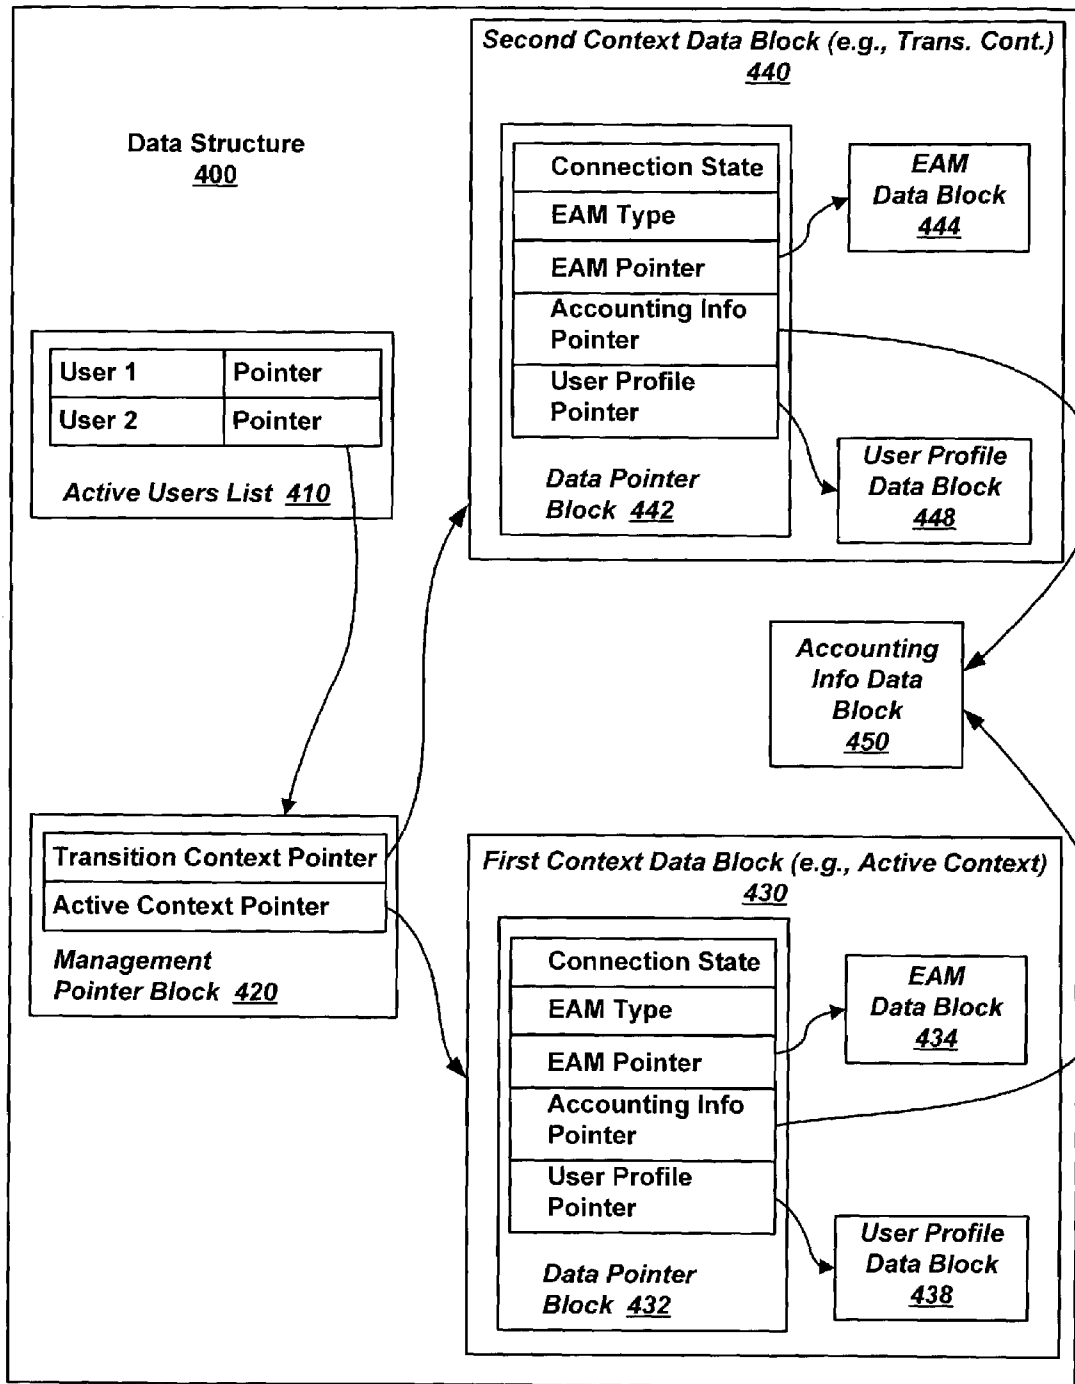 Data Structure
400
User 1 Pointer
User 2 Pointer
Active Users List 410
Transition Context Pointer
Active Context Pointer
Management
Pointer Block 420
Second Context Data Block (e.g., Trans. Cont.)
440
Connection State
EAM Type
EAM Pointer
Accounting Info
Pointer
User Profile
Pointer
Data Pointer
Block 442
EAM
Data Block
444
User Profile
Data Block
448
Accounting
Info Data
Block
450
First Context Data Block (e.g., Active Context)
430
Connection State
EAM Type
EAM Pointer
Accounting Info
Pointer
User Profile
Pointer
Data Pointer
Block 432
EAM
Data Block
434
User Profile
Data Block
438